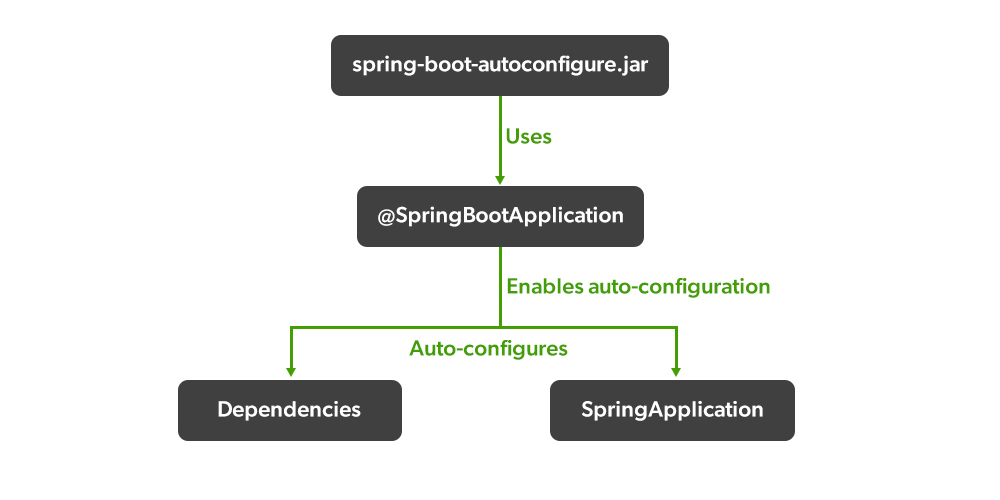 spring-boot-autoconfigure.jar
Uses
@SpringBootApplication
Enables auto-configuration
Auto-configures
Dependencies
SpringApplication